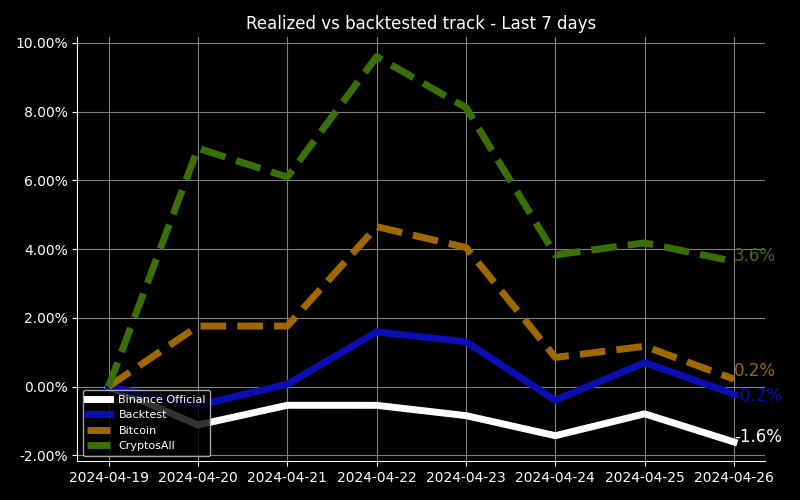 Realized vs backtested track - Last 7 days
10.00%
8.00%
6.00%
4.00%
2.00%
0.00%
-2.00%
3.6%
0.2%
-0.2%
-1.6%
Binance Official
Backtest
Bitcoin
CryptosAll
2024-04-19 2024-04-20 2024-04-21 2024-04-22 2024-04-23 2024-04-24 2024-04-25 2024-04-26